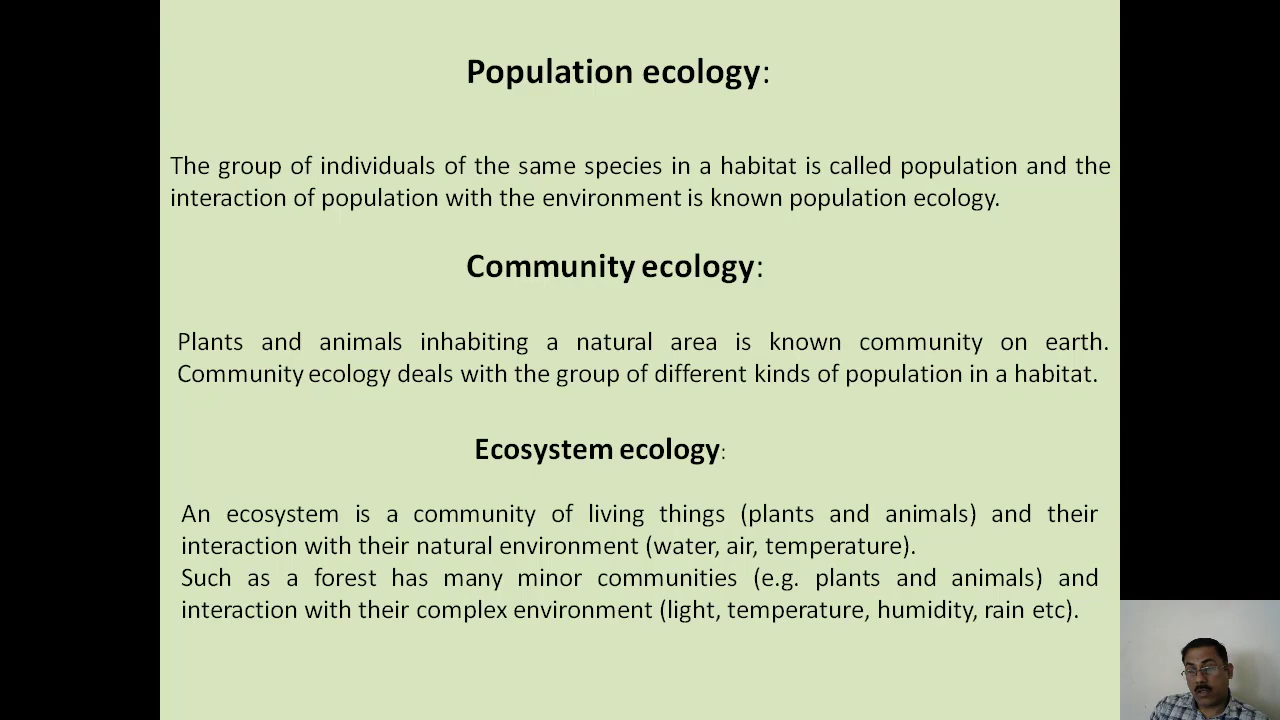 Population ecology:
The group of individuals of the same species in a habitat is called population and the
interaction of population with the environment is known population ecology.
Community ecology:
Plants and animals inhabiting a natural area is known community on earth.
Community ecology deals with the group of different kinds of population in a habitat.
Ecosystem ecology:
An ecosystem is a community of living things (plants and animals) and their
interaction with their natural environment (water, air, temperature).
Such as a forest has many minor communities (e.g. plants and animals) and
interaction with their complex environment (light, temperature, humidity, rain etc).